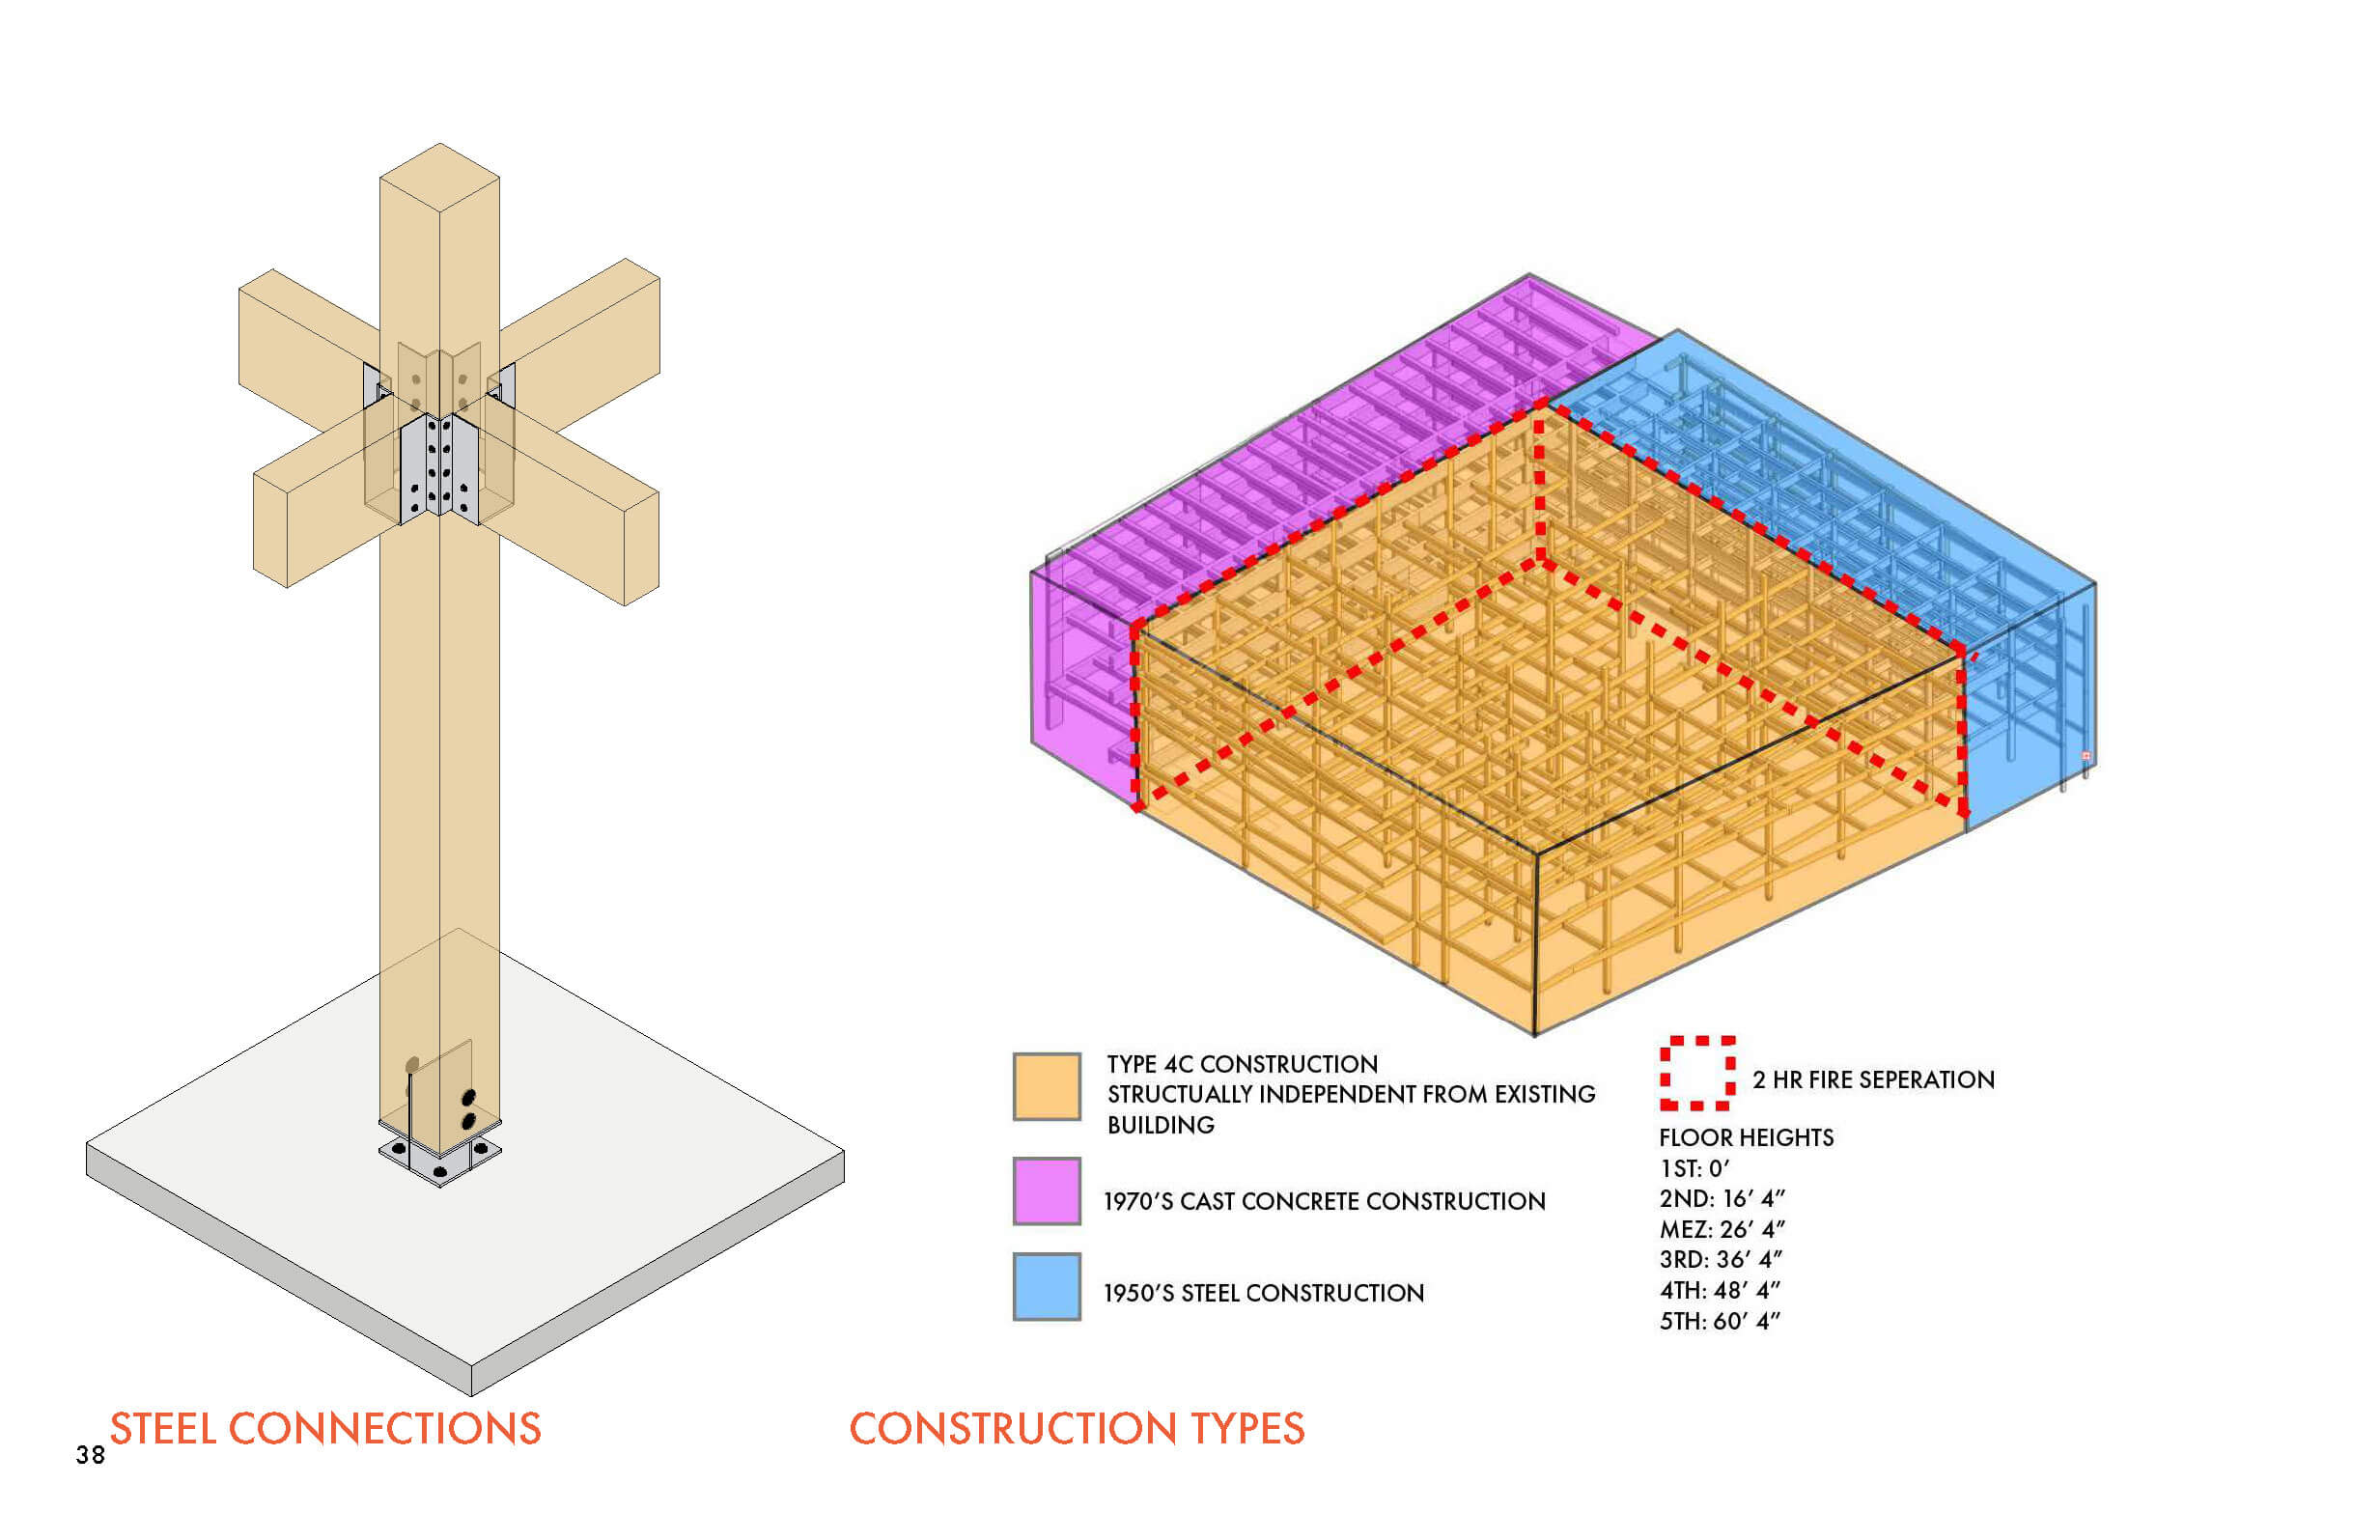 TYPE 4C CONSTRUCTION
STRUCTUALLY INDEPENDENT FROM EXISTING
BUILDING
1970’S CAST CONCRETE CONSTRUCTION
1950’S STEEL CONSTRUCTION
2 HR FIRE SEPERATION
FLOOR HEIGHTS
1ST: 0’
2ND: 16’ 4”
MEZ: 26’ 4”
3RD: 36’ 4”
4TH: 48’ 4”
5TH: 60’ 4”
STEEL CONNECTIONS
CONSTRUCTION TYPES
38